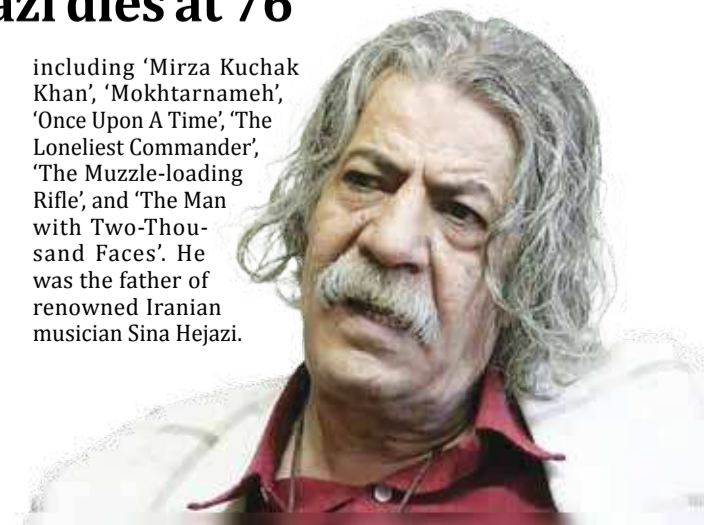 azi dies at 76
including ‘Mirza Kuchak
Khan’, ‘Mokhtarnameh’,
‘Once Upon A Time’, ‘The
Loneliest Commander’,
‘The Muzzle-loading
Rifle’, and ‘The Man
with Two-Thou-
sand Faces’. He
was the father of
renowned Iranian
musician Sina Hejazi.